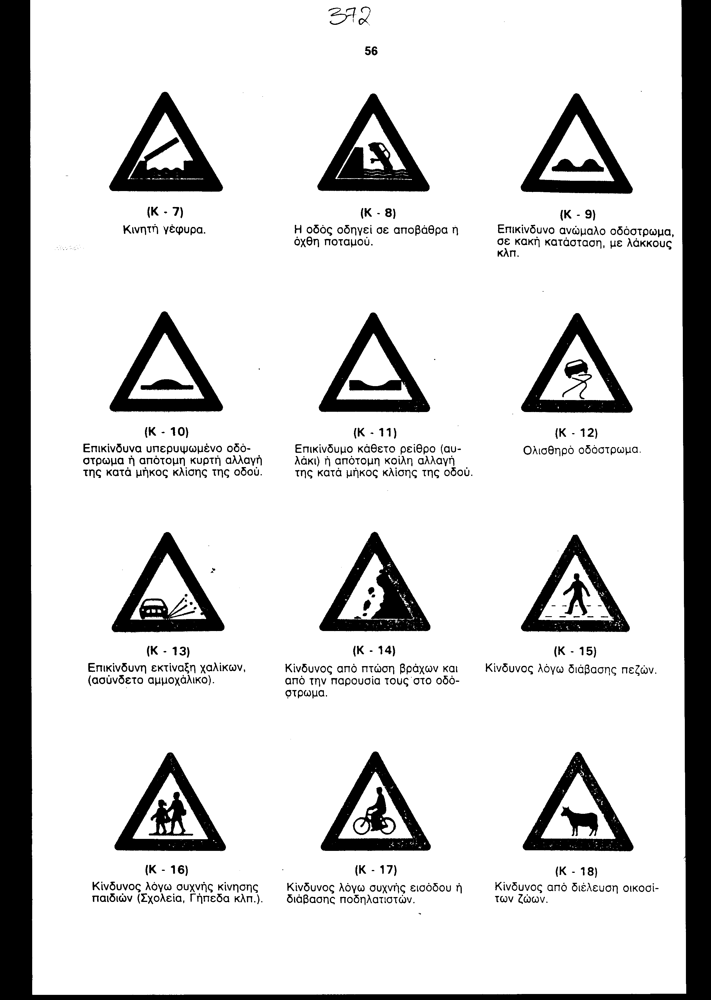 372
56
(K - 7)
Κινητή γέφυρα.
(K - 8)
Η οδός οδηγεί σε αποβάθρα ή
όχθη ποταμού.
(K - 9)
Επικίνδυνο ανώμαλο οδόστρωμα,
σε κακή κατάσταση, με λάκκους
κλπ.
(K - 10)
Επικίνδυνα υπερυψωμένο οδό-
στρωμα ή απότομη κυρτή αλλαγή
της κατά μήκος κλίσης της οδού.
(K - 11)
Επικίνδυμο κάθετο ρείθρο (αυ-
λάκι) ή απότομη κοίλη αλλαγή
της κατά μήκος κλίσης της οδού.
(K - 12)
Ολισθηρό οδόστρωμα.
(K - 13)
Επικίνδυνη εκτίναξη χαλίκων,
(ασύνδετο αμμοχάλικο).
(K - 14)
Κίνδυνος από πτώση βράχων και
από την παρουσία τους στο οδό-
στρωμα.
(K - 15)
Κίνδυνος λόγω διάβασης πεζών.
(K - 16)
Κίνδυνος λόγω συχνής κίνησης
παιδιών (Σχολεία, Γήπεδα κλπ.).
(K - 17)
Κίνδυνος λόγω συχνής εισόδου ή
διάβασης ποδηλατιστών.
(K - 18)
Κίνδυνος από διέλευση οικοσί-
των ζώων.